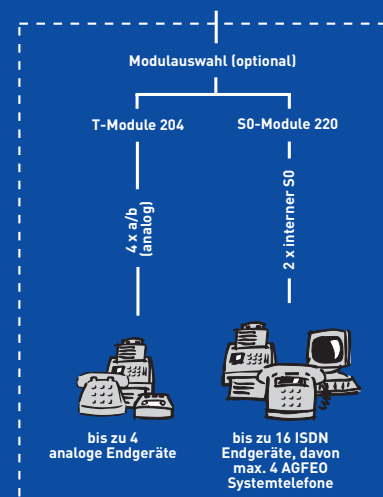 Modulauswahl (optional)
T-Module 204
S0-Module 220
4 x a/b
(analog)
2 x interner S0
bis zu 4
analoge Endgeräte
bis zu 16 ISDN
Endgeräte, davon
max. 4 AGFEO
Systemtelefone